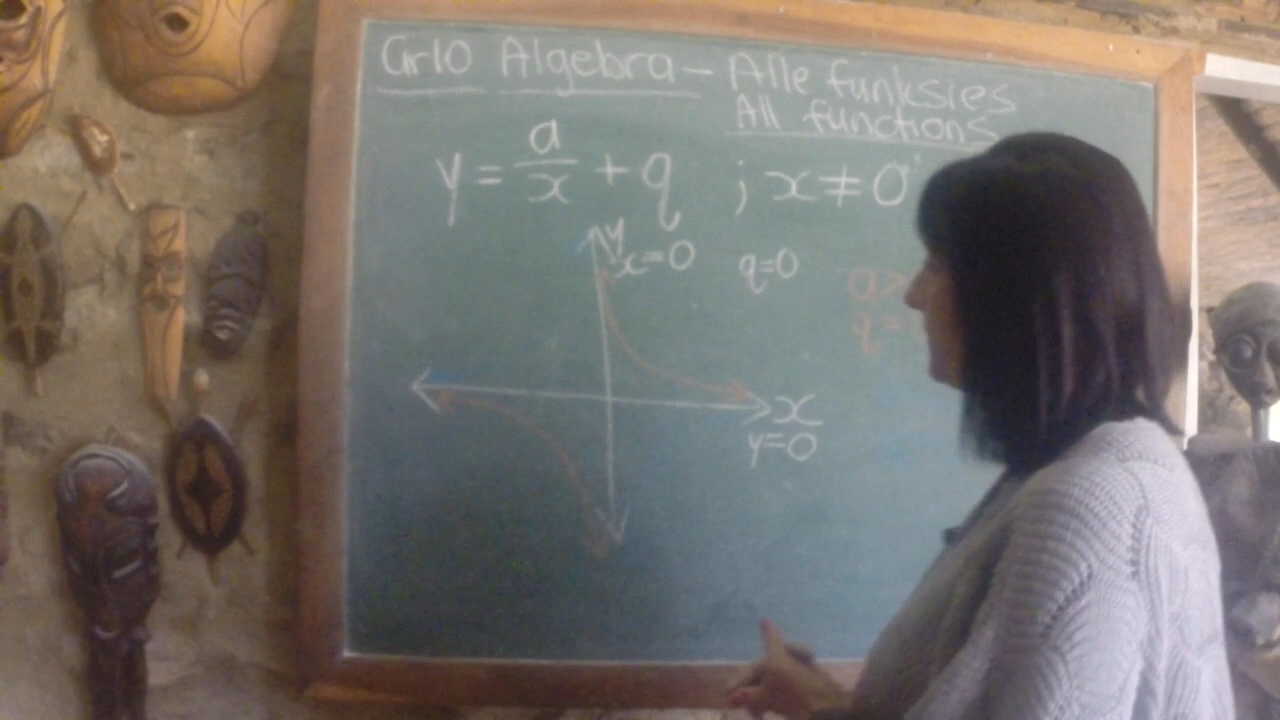 Gr10 Algebra - Alle funksies
All functions
y = a/x + q ; x ≠ 0
y
x=0
q=0
a >
q =
x
y=0